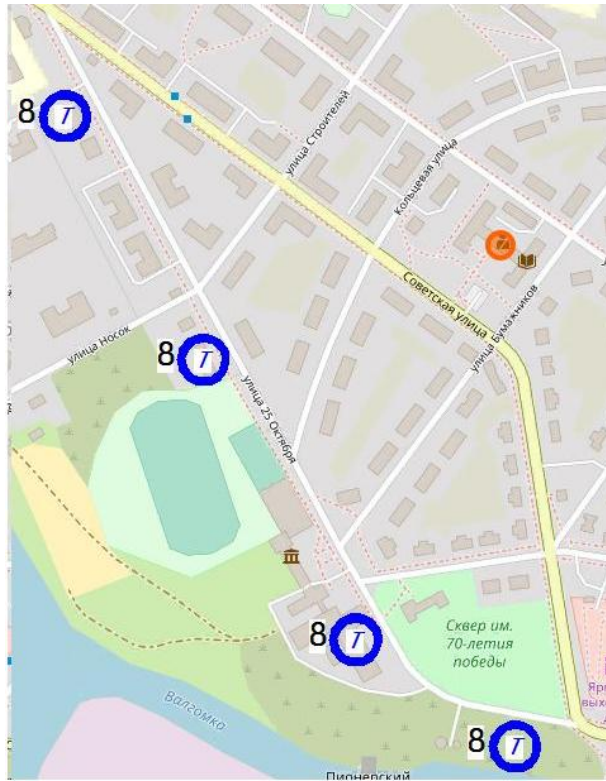 8 T
улица Строителей
Кольцевая улица
Советская улица
улица Бумажников
улица Носок
8 T
улица 25 Октября
8 T
Сквер им.
70-летия
победы
Валгомка
8 T
Пионерский